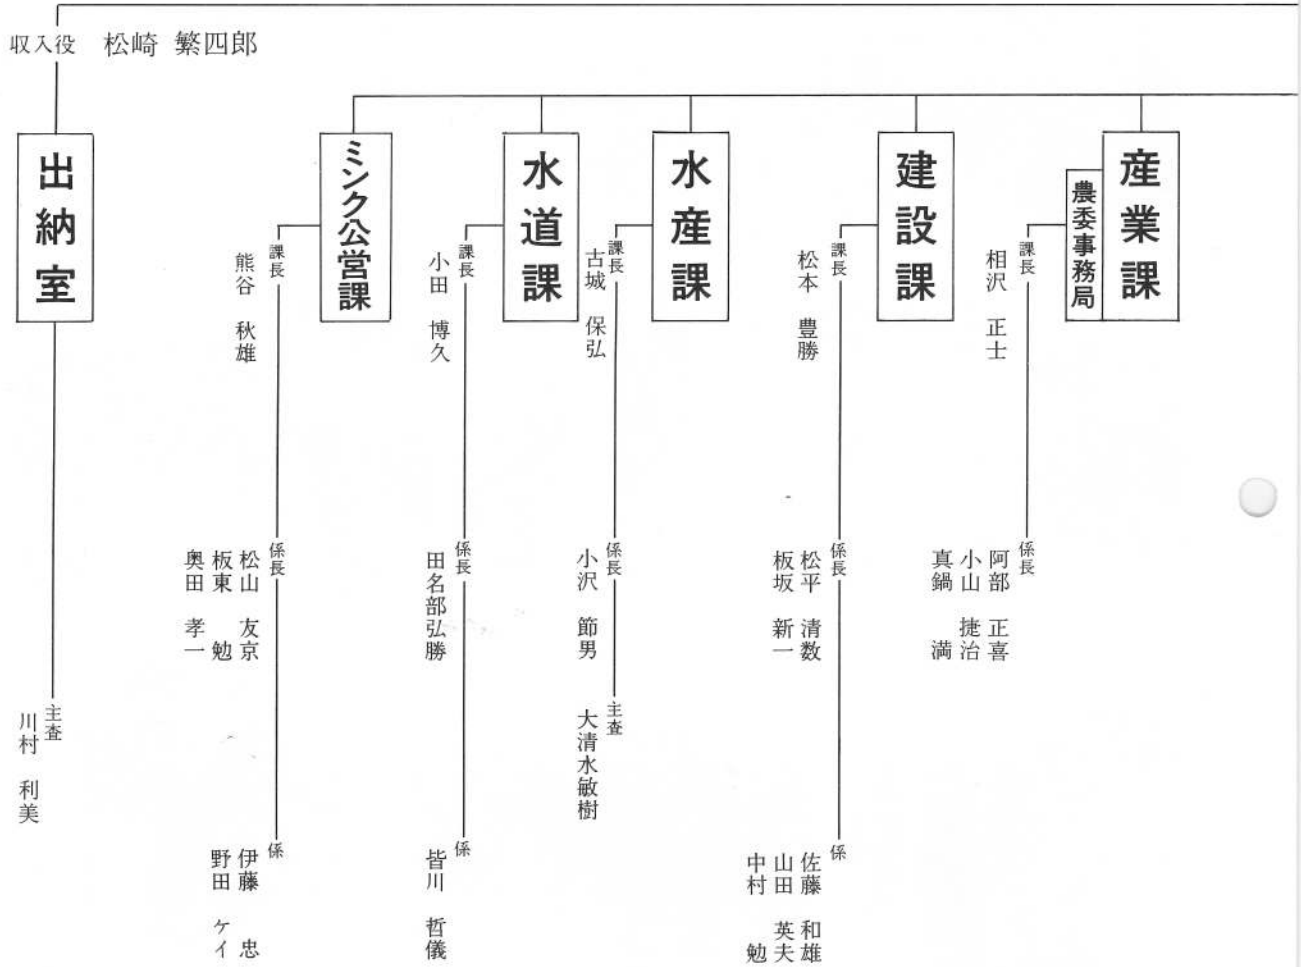 産業課
農委事務局
課長
相沢 正士
係長
阿部 正喜
小山 捷治
真鍋 満
建設課
課長
松本 豊勝
係長
松平 清数
板坂 新一
係
佐藤 和雄
山田 英夫
中村 勉
水産課
課長
古城 保弘
係長
小沢 節男
主査
大清水敏樹
水道課
課長
小田 博久
係長
田名部弘勝
係
皆川 哲儀
ミンク公営課
課長
熊谷 秋雄
係長
松山 友京
板東 勉
奥田 孝一
係
伊藤 忠
野田 ケイ
収入役 松崎 繁四郎
出納室
主査
川村 利美